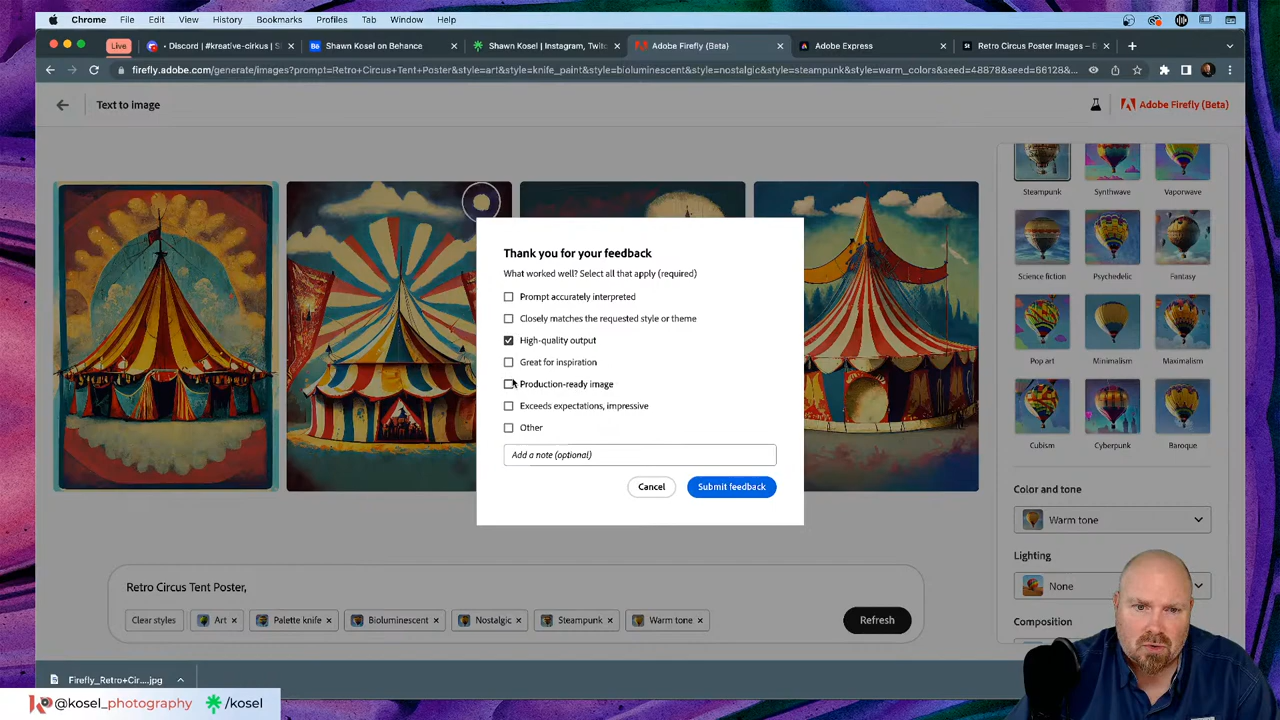 Chrome File Edit View History Bookmarks Profiles Tab Window Help
Live • Discord | #kreative-cirkus | S Shawn Kosel on Behance Shawn Kosel | Instagram, Twitc Adobe Firefly (Beta) Adobe Express Retro Circus Poster Images – B
firefly.adobe.com/generate/images?prompt=Retro+Circus+Tent+Poster&style=art&style=knife_paint&style=bioluminescent&style=nostalgic&style=steampunk&style=warm_colors&seed=48878&seed=66128&...
Text to image
Adobe Firefly (Beta)
Steampunk Synthwave Vaporwave
Science fiction Psychedelic Fantasy
Pop art Minimalism Maximalism
Cubism Cyberpunk Baroque
Color and tone
Warm tone
Lighting
None
Composition
Thank you for your feedback
What worked well? Select all that apply (required)
Prompt accurately interpreted
Closely matches the requested style or theme
High-quality output
Great for inspiration
Production-ready image
Exceeds expectations, impressive
Other
Add a note (optional)
Cancel Submit feedback
Retro Circus Tent Poster,
Clear styles Art Palette knife Bioluminescent Nostalgic Steampunk Warm tone Refresh
Firefly_Retro+Cir....jpg
@kosel_photography /kosel